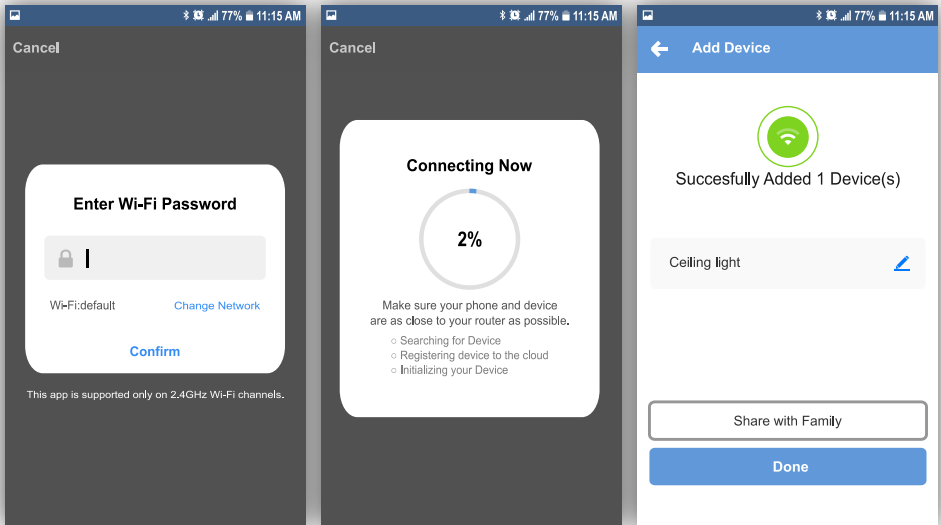 77% 11:15 AM
Cancel
Enter Wi-Fi Password
Wi-Fi:default Change Network
Confirm
This app is supported only on 2.4GHz Wi-Fi channels.
77% 11:15 AM
Cancel
Connecting Now
2%
Make sure your phone and device
are as close to your router as possible.
○ Searching for Device
○ Registering device to the cloud
○ Initializing your Device
77% 11:15 AM
Add Device
Succesfully Added 1 Device(s)
Ceiling light
Share with Family
Done